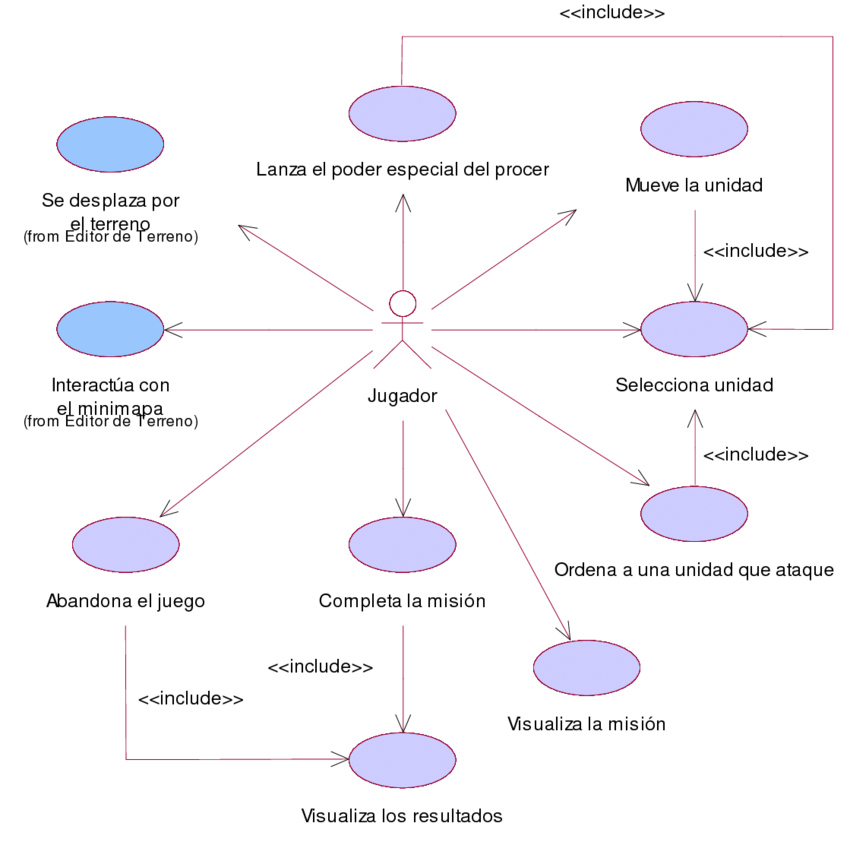 <<include>>
Lanza el poder especial del procer
Mueve la unidad
Se desplaza por
el terreno
(from Editor de Terreno)
<<include>>
Interactúa con
el minimapa
(from Editor de Terreno)
Jugador
Selecciona unidad
<<include>>
Ordena a una unidad que ataque
Abandona el juego
Completa la misión
<<include>>
<<include>>
Visualiza la misión
Visualiza los resultados